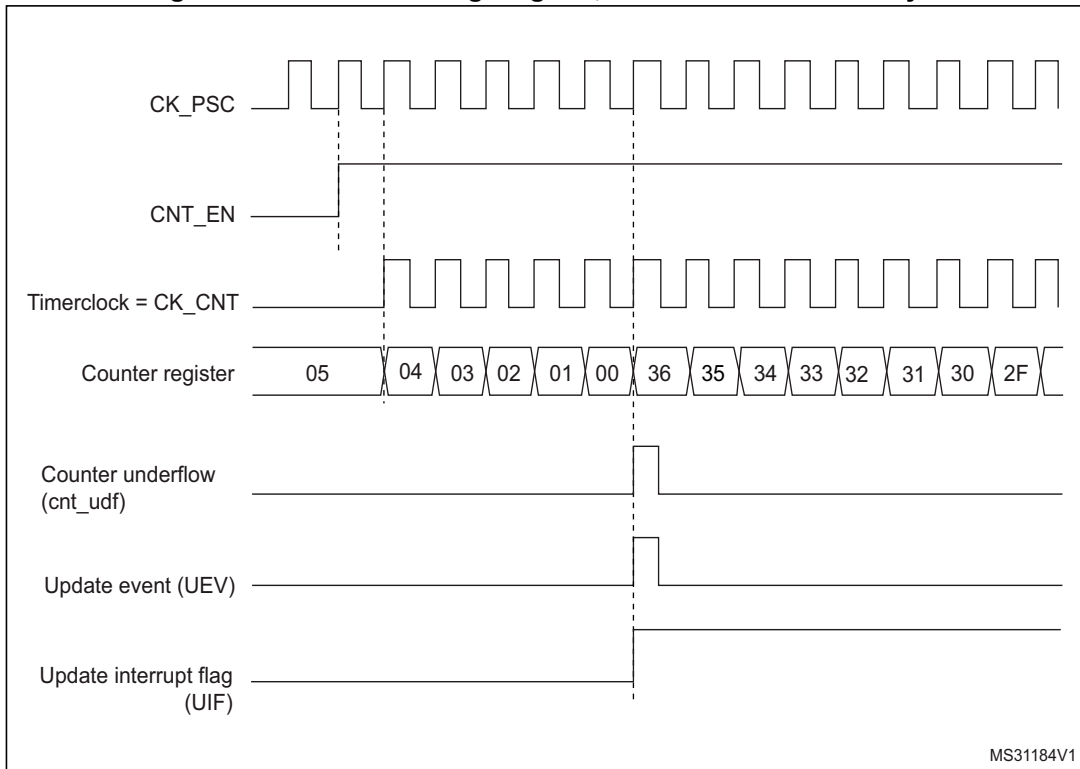 CK_PSC
CNT_EN
Timerclock = CK_CNT
Counter register 05 04 03 02 01 00 36 35 34 33 32 31 30 2F
Counter underflow
(cnt_udf)
Update event (UEV)
Update interrupt flag
(UIF)
MS31184V1